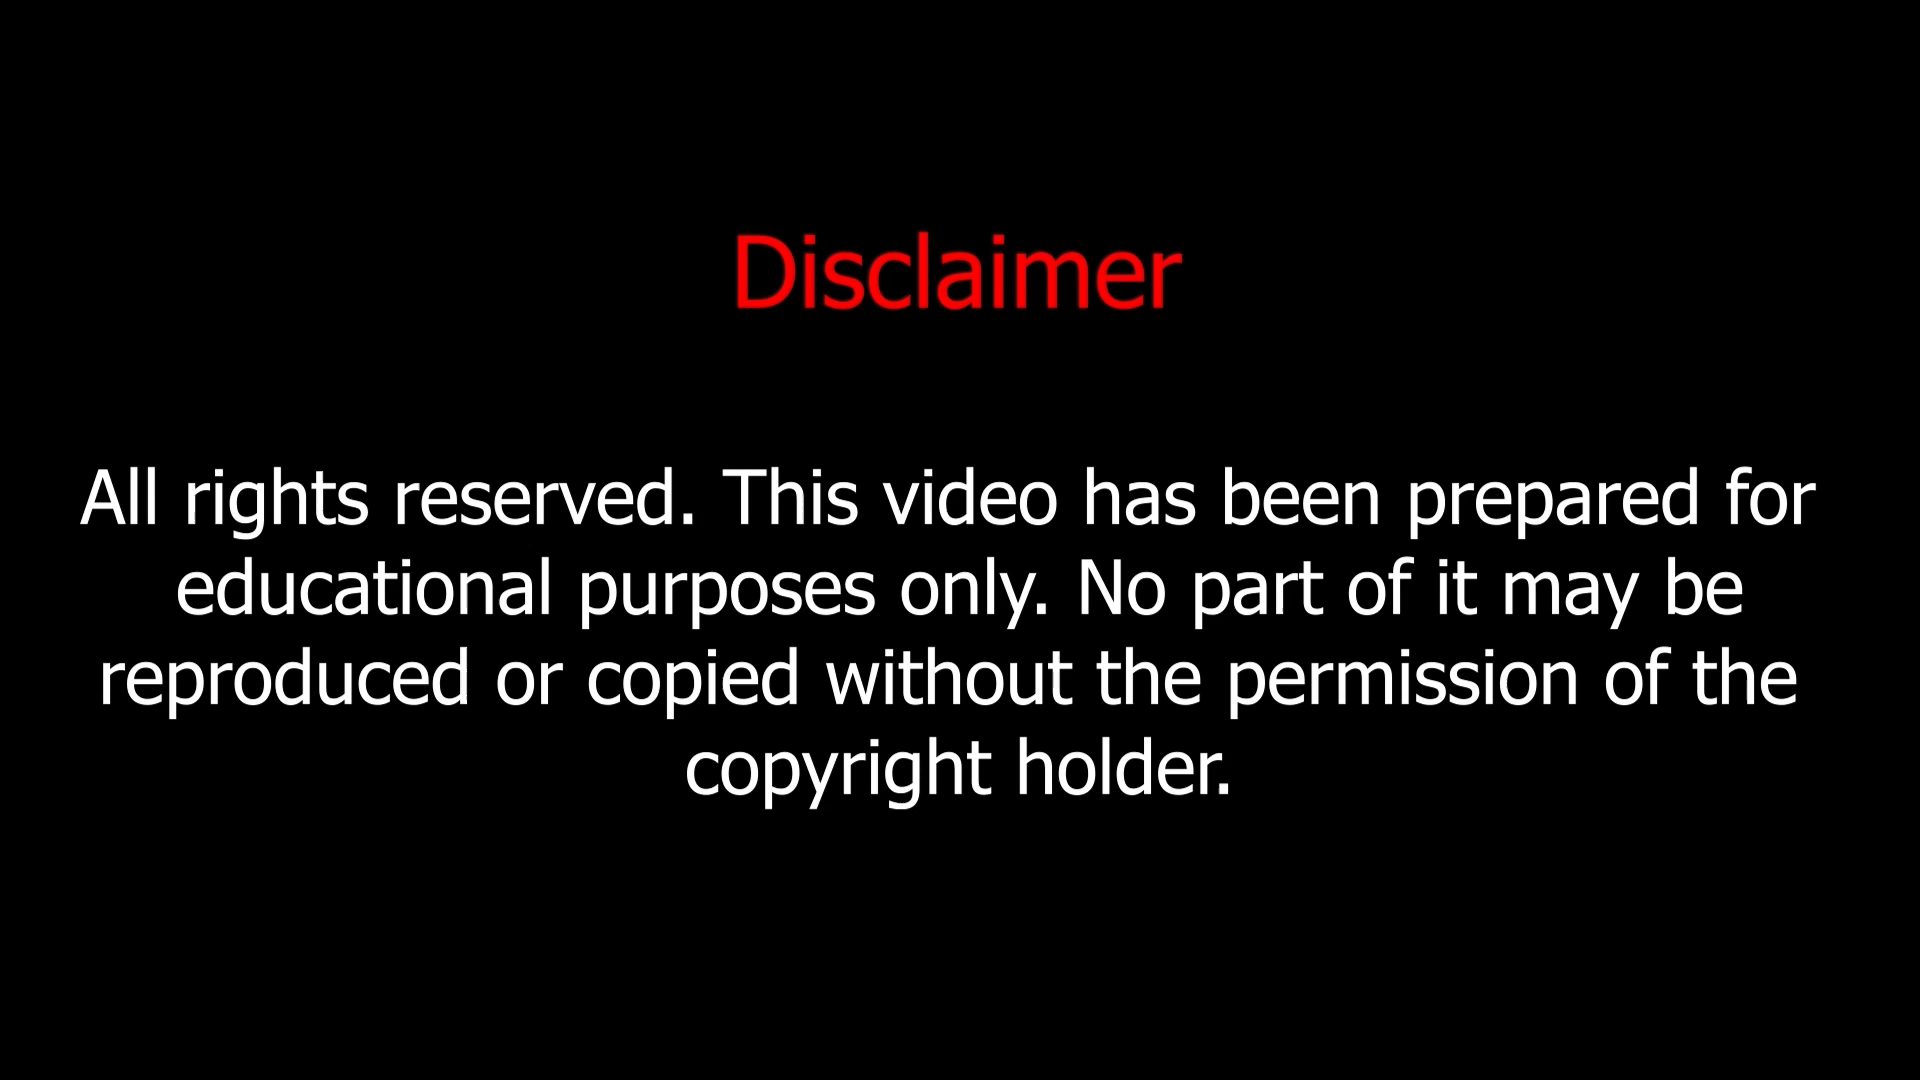 Disclaimer
All rights reserved. This video has been prepared for
educational purposes only. No part of it may be
reproduced or copied without the permission of the
copyright holder.